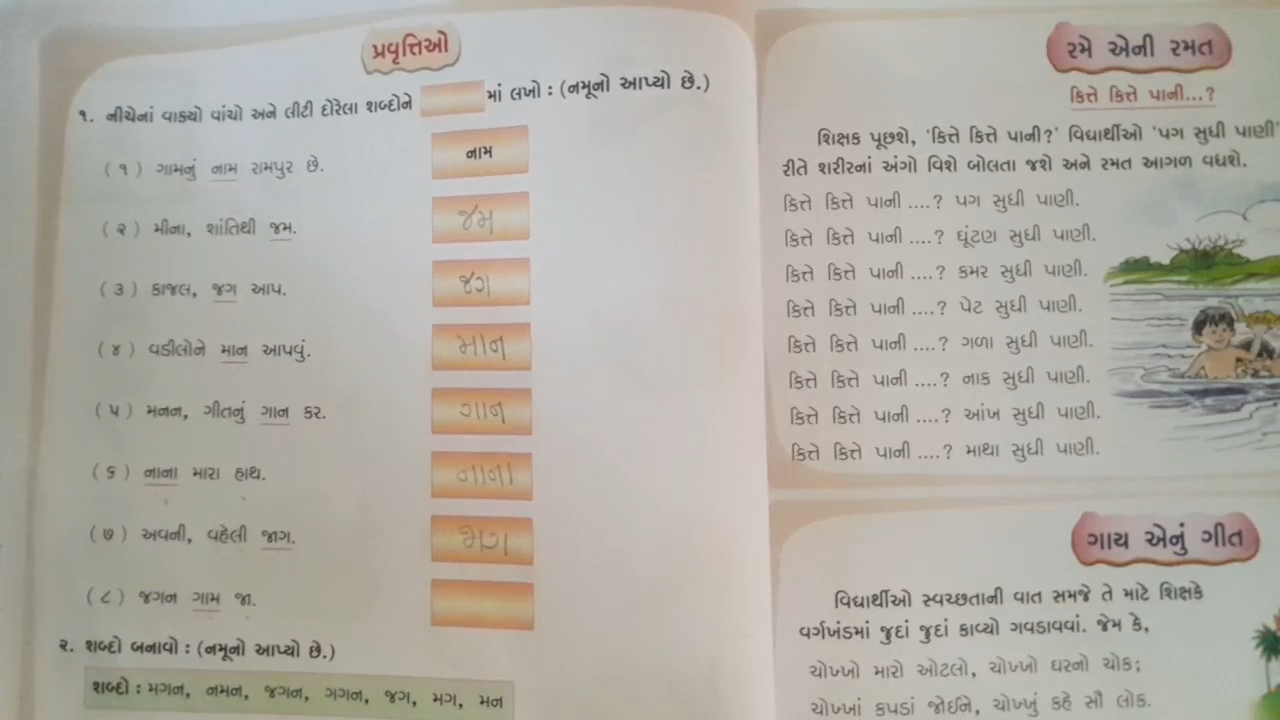 પ્રવૃત્તિઓ
૧. નીચેનાં વાક્યો વાંચો અને લીટી દોરેલા શબ્દોને માં લખો : (નમૂનો આપ્યો છે.)
(૧) ગામનું નામ રામપુર છે. નામ
(૨) મીના, શાંતિથી જમ. જમ
(૩) કાજલ, જગ આપ. જગ
(૪) વડીલોને માન આપવું. માન
(૫) મનન, ગીતનું ગાન કર. ગાન
(૬) નાના મારા હાથ. નાના
(૭) અવની, વહેલી જાગ.
(૮) જગન ગામ જા.
૨. શબ્દો બનાવો : (નમૂનો આપ્યો છે.)
શબ્દો : મગન, નમન, જગન, ગગન, જગ, મગ, મન
રમે એની રમત
કિત્તે કિત્તે પાની...?
શિક્ષક પૂછશે, ‘કિત્તે કિત્તે પાની?’ વિદ્યાર્થીઓ ‘પગ સુધી પાણી’
રીતે શરીરનાં અંગો વિશે બોલતા જશે અને રમત આગળ વધશે.
કિત્તે કિત્તે પાની ....? પગ સુધી પાણી.
કિત્તે કિત્તે પાની ....? ઘૂંટણ સુધી પાણી.
કિત્તે કિત્તે પાની ....? કમર સુધી પાણી.
કિત્તે કિત્તે પાની ....? પેટ સુધી પાણી.
કિત્તે કિત્તે પાની ....? ગળા સુધી પાણી.
કિત્તે કિત્તે પાની ....? નાક સુધી પાણી.
કિત્તે કિત્તે પાની ....? આંખ સુધી પાણી.
કિત્તે કિત્તે પાની ....? માથા સુધી પાણી.
ગાય એનું ગીત
વિદ્યાર્થીઓ સ્વચ્છતાની વાત સમજે તે માટે શિક્ષકે
વર્ગખંડમાં જુદાં જુદાં કાવ્યો ગવડાવવાં. જેમ કે,
ચોખ્ખો મારો ઓટલો, ચોખ્ખો ઘરનો ચોક;
ચોખ્ખાં કપડાં જોઈને, ચોખ્ખું કહે સૌ લોક.